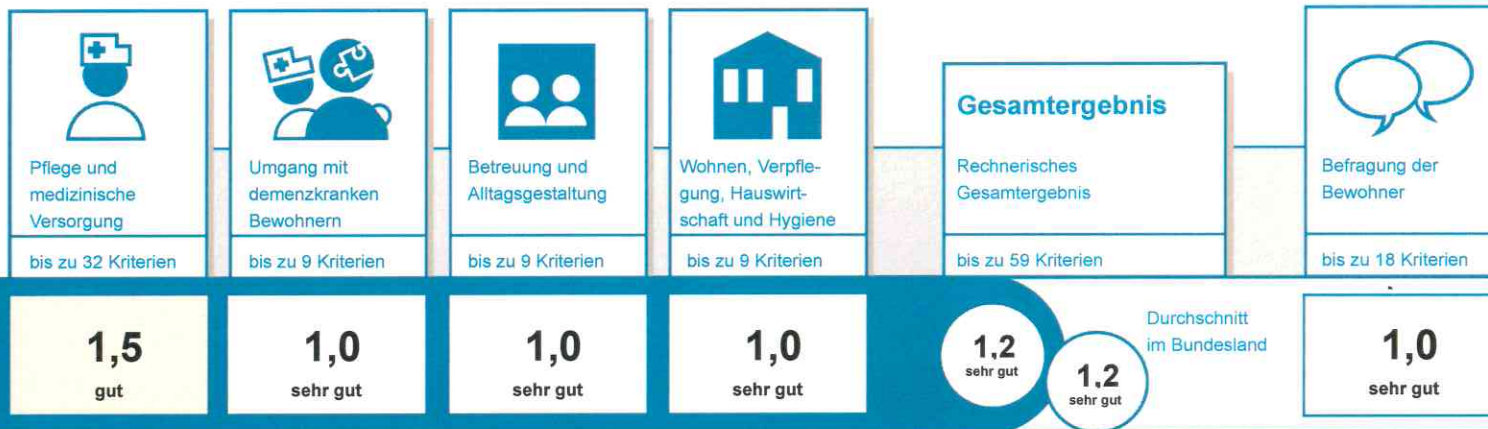 Pflege und
medizinische
Versorgung
bis zu 32 Kriterien
1,5
gut
Umgang mit
demenzkranken
Bewohnern
bis zu 9 Kriterien
1,0
sehr gut
Betreuung und
Alltagsgestaltung
bis zu 9 Kriterien
1,0
sehr gut
Wohnen, Verpfle-
gung, Hauswirt-
schaft und Hygiene
bis zu 9 Kriterien
1,0
sehr gut
Gesamtergebnis
Rechnerisches
Gesamtergebnis
bis zu 59 Kriterien
1,2
sehr gut
Durchschnitt
im Bundesland
1,2
sehr gut
Befragung der
Bewohner
bis zu 18 Kriterien
1,0
sehr gut